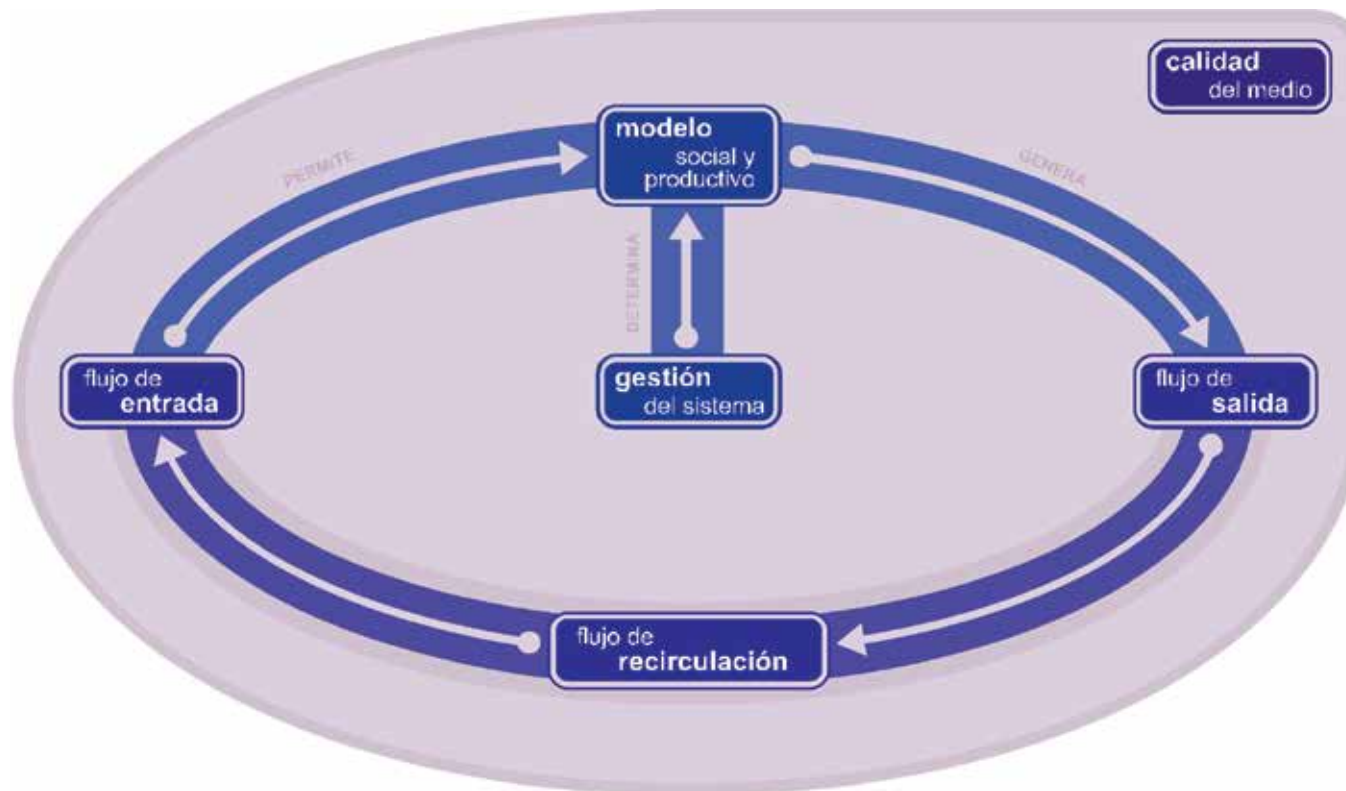 calidad
del medio
modelo
social y
productivo
PERMITE
GENERA
DETERMINA
flujo de
entrada
gestión
del sistema
flujo de
salida
flujo de
recirculación